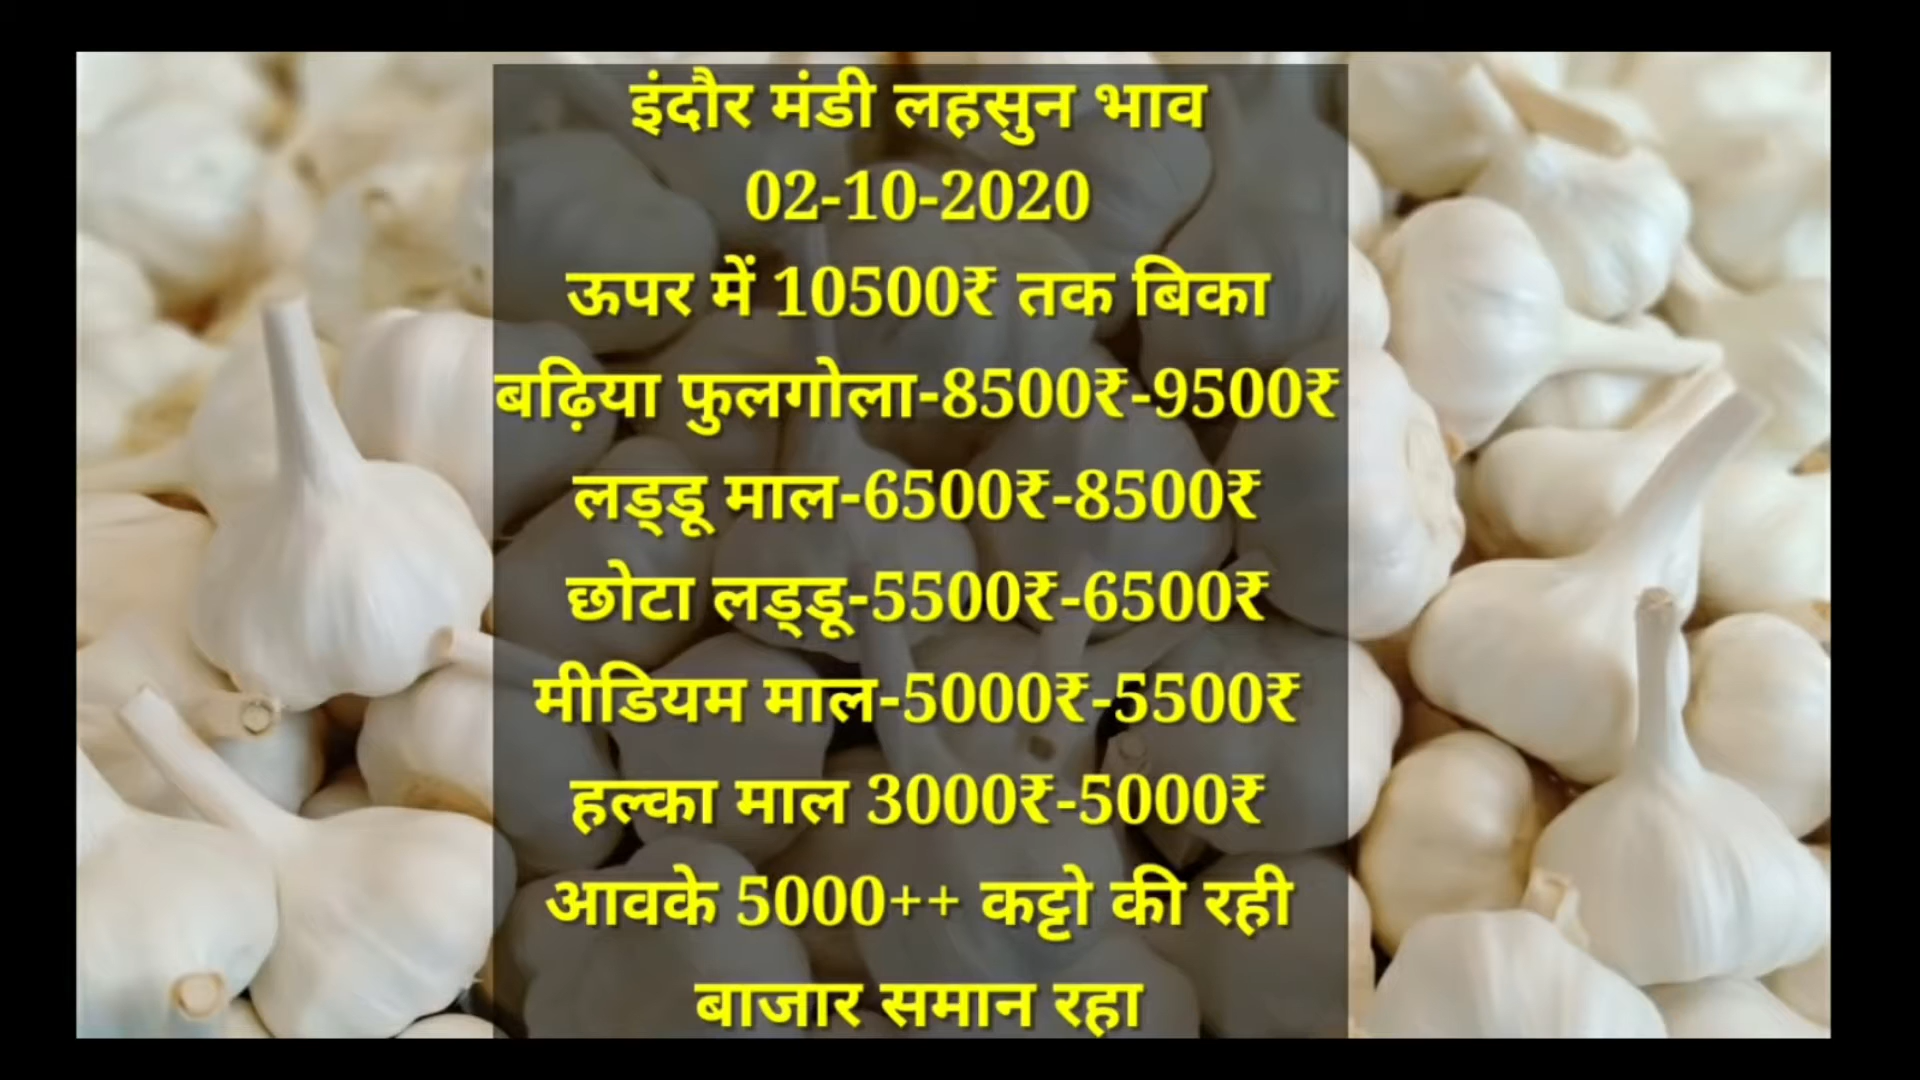 इंदौर मंडी लहसुन भाव
02-10-2020
ऊपर में 10500₹ तक बिका
बढ़िया फुलगोला-8500₹-9500₹
लड्डू माल-6500₹-8500₹
छोटा लड्डू-5500₹-6500₹
मीडियम माल-5000₹-5500₹
हल्का माल 3000₹-5000₹
आवके 5000++ कट्टो की रही
बाजार समान रहा